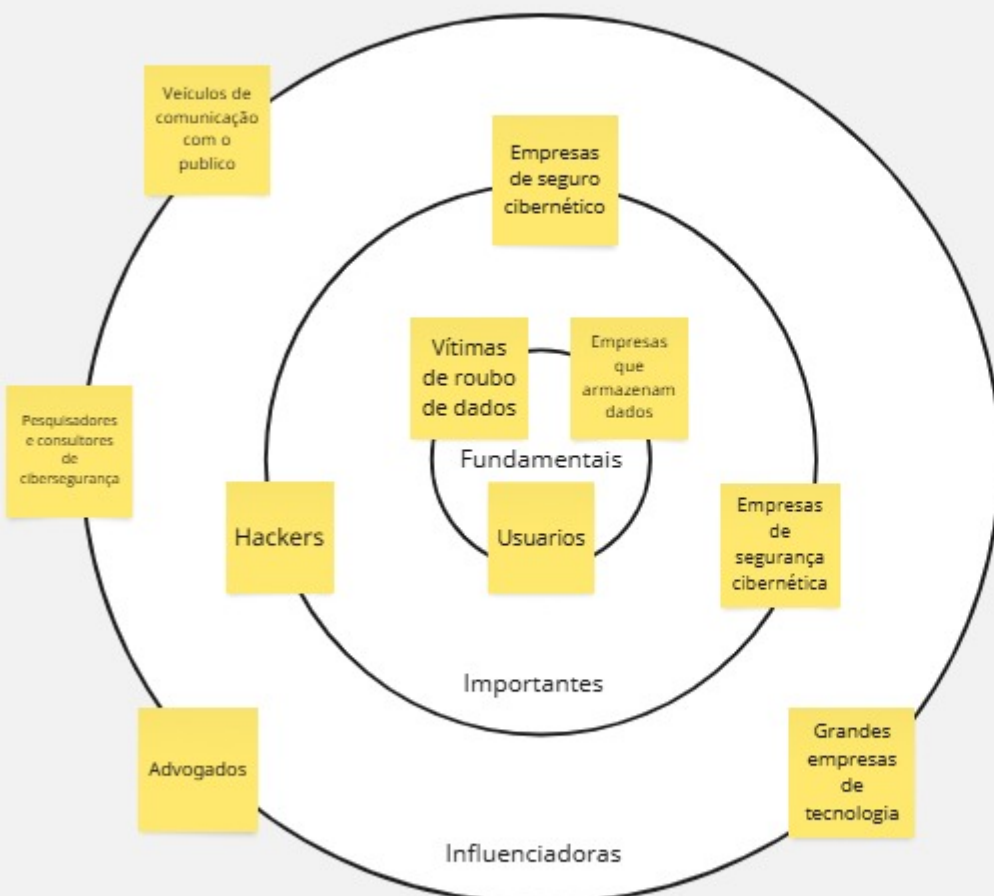 Veículos de
comunicação
com o
publico
Empresas
de seguro
cibernético
Vítimas
de roubo
de dados
Empresas
que
armazenam
dados
Fundamentais
Pesquisadores
e consultores
de
cibersegurança
Hackers
Usuarios
Empresas
de
segurança
cibernética
Importantes
Advogados
Grandes
empresas
de
tecnologia
Influenciadoras